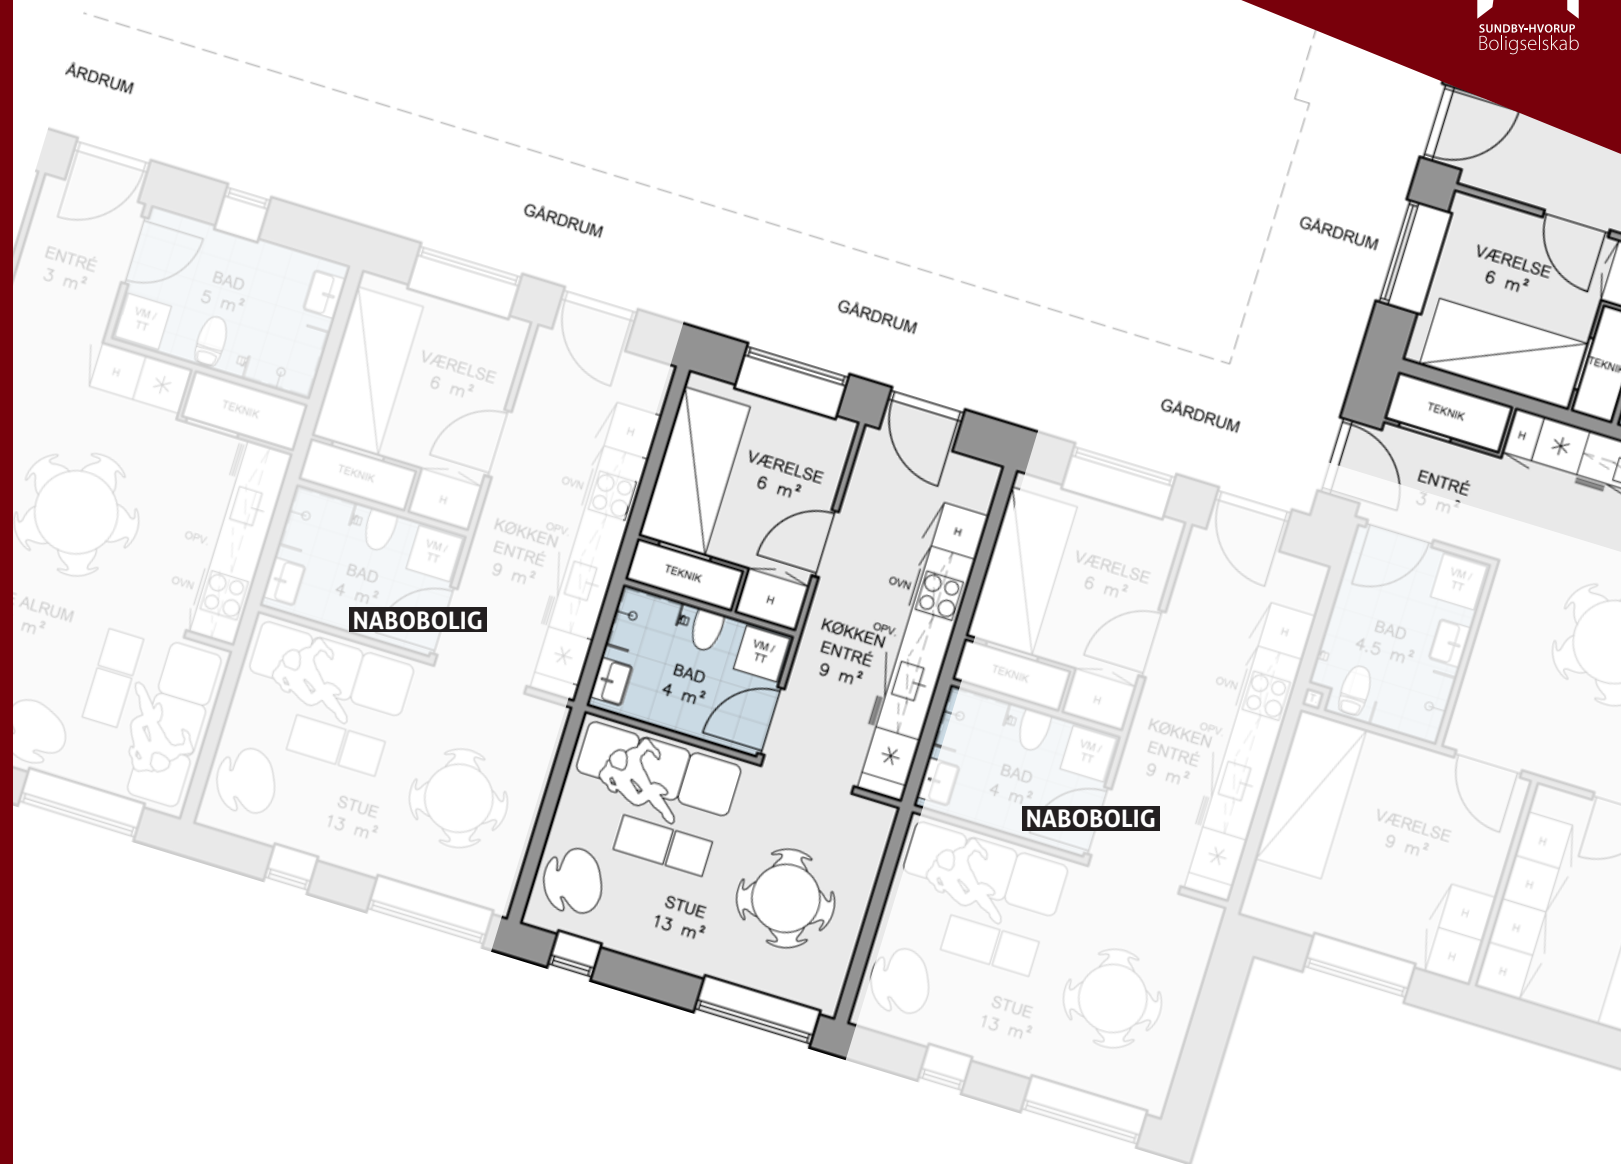 SUNDBY-HVORUP
Boligselskab
ÅRDRUM
GÅRDRUM
GÅRDRUM
GÅRDRUM
GÅRDRUM
ENTRÉ
3 m²
BAD
5 m²
VM /
TT
H
TEKNIK
VÆRELSE
6 m²
TEKNIK
H
OVN
OPV.
H
KØKKEN
ENTRÉ
9 m²
OPV.
OVN
BAD
4 m²
VM /
TT
NABOBOLIG
ALRUM
m²
STUE
13 m²
VÆRELSE
6 m²
TEKNIK
H
H
OVN
OPV.
KØKKEN
ENTRÉ
9 m²
BAD
4 m²
VM /
TT
STUE
13 m²
VÆRELSE
6 m²
TEKNIK
H
H
OVN
OPV.
KØKKEN
ENTRÉ
9 m²
BAD
4 m²
VM /
TT
NABOBOLIG
STUE
13 m²
VÆRELSE
6 m²
TEKNIK
TEKNIK
H
ENTRÉ
3 m²
BAD
4.5 m²
VM /
TT
VÆRELSE
9 m²
H
H
H
H
H
H